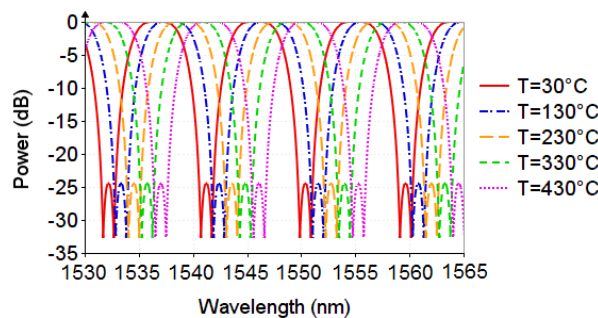 0
-5
-10
-15
-20
-25
-30
-35
Power (dB)
1530 1535 1540 1545 1550 1555 1560 1565
Wavelength (nm)
T=30°C
T=130°C
T=230°C
T=330°C
T=430°C